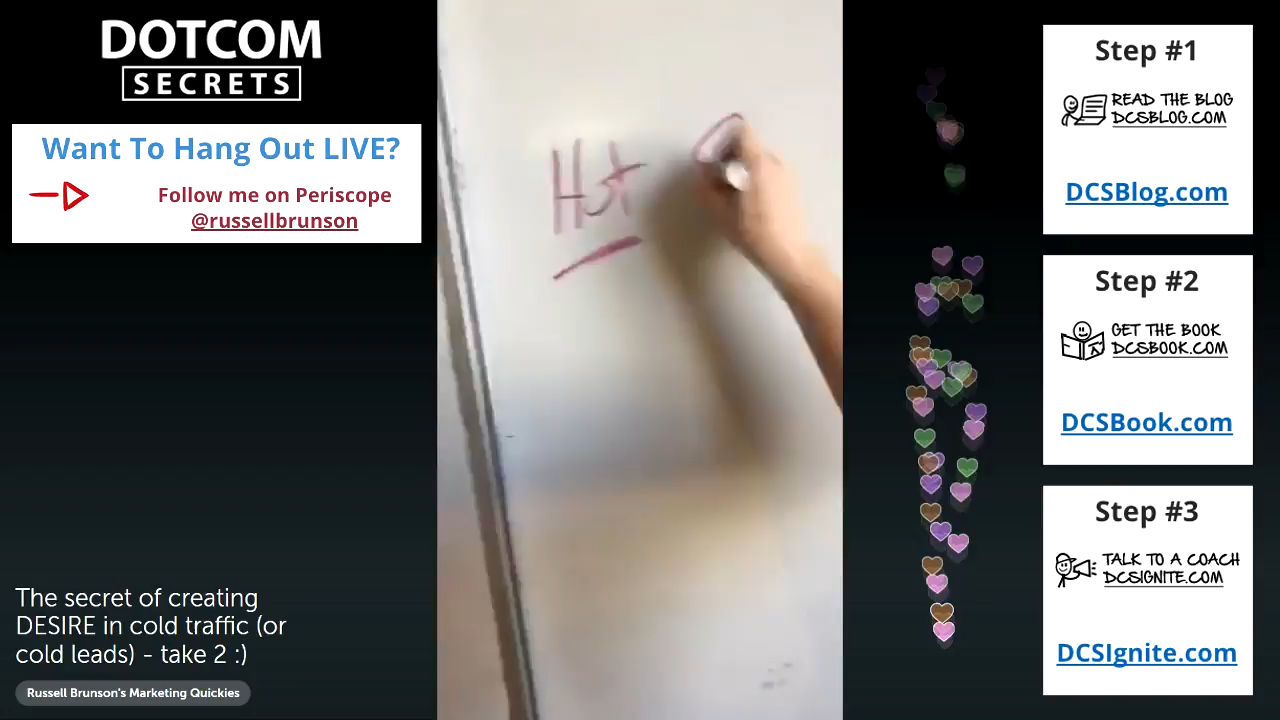 DOTCOM
SECRETS
Want To Hang Out LIVE?
Follow me on Periscope
@russellbrunson
Hot
The secret of creating
DESIRE in cold traffic (or
cold leads) - take 2 :)
Russell Brunson's Marketing Quickies
Step #1
READ THE BLOG
DCSBLOG.COM
DCSBlog.com
Step #2
GET THE BOOK
DCSBOOK.COM
DCSBook.com
Step #3
TALK TO A COACH
DCSIGNITE.COM
DCSIgnite.com